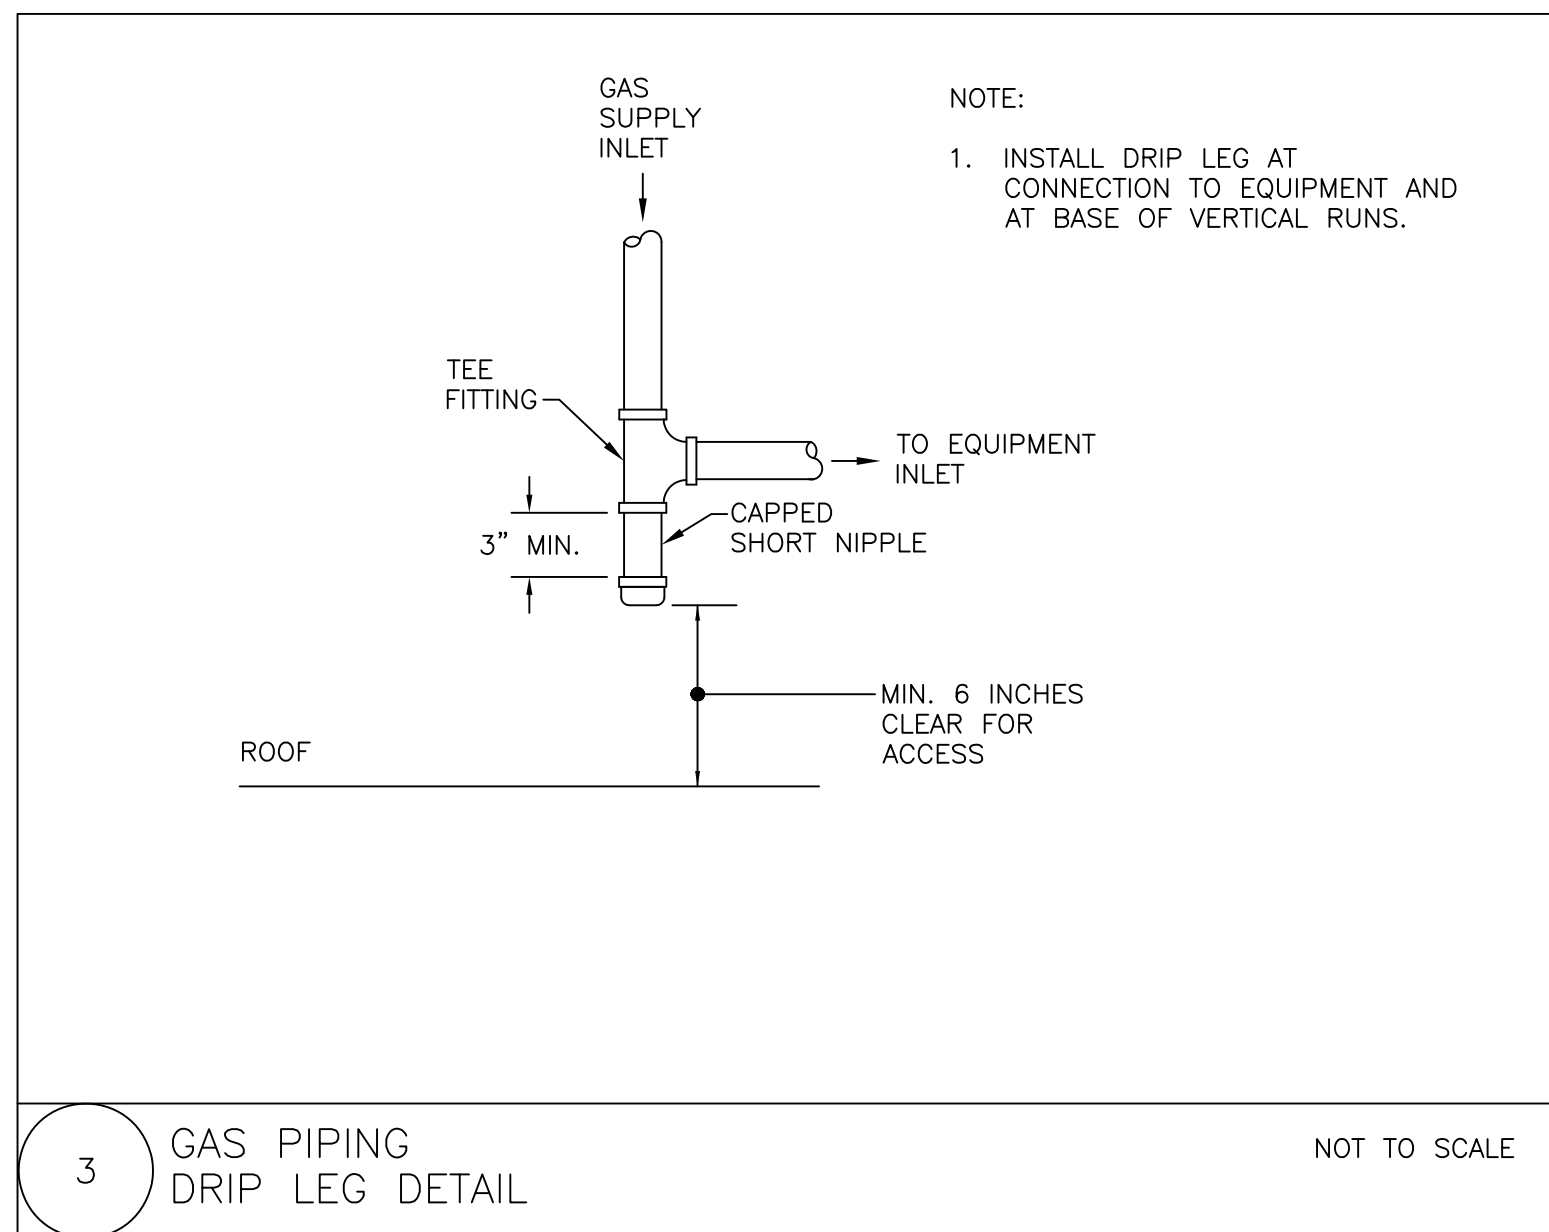 GAS
SUPPLY
INLET
NOTE:
1. INSTALL DRIP LEG AT
CONNECTION TO EQUIPMENT AND
AT BASE OF VERTICAL RUNS.
TEE
FITTING
TO EQUIPMENT
INLET
CAPPED
SHORT NIPPLE
3" MIN.
MIN. 6 INCHES
CLEAR FOR
ACCESS
ROOF
3
GAS PIPING
DRIP LEG DETAIL
NOT TO SCALE